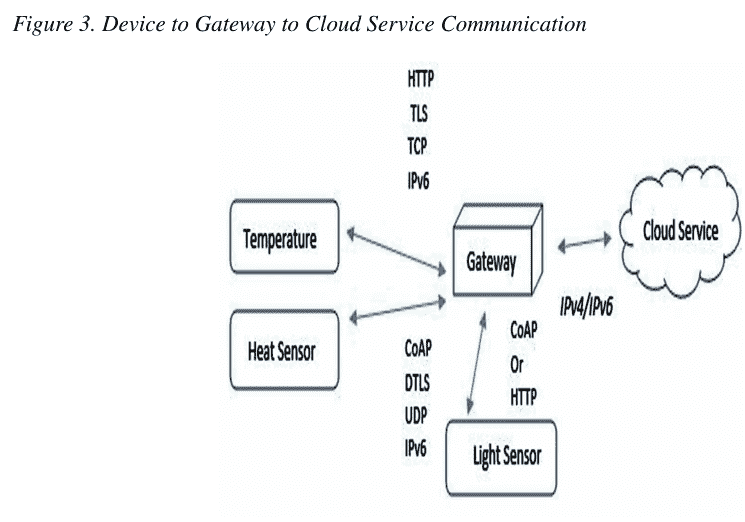 Figure 3. Device to Gateway to Cloud Service Communication
HTTP
TLS
TCP
IPv6
Temperature
Gateway
Cloud Service
IPv4/IPv6
Heat Sensor
CoAP
DTLS
UDP
IPv6
CoAP
Or
HTTP
Light Sensor